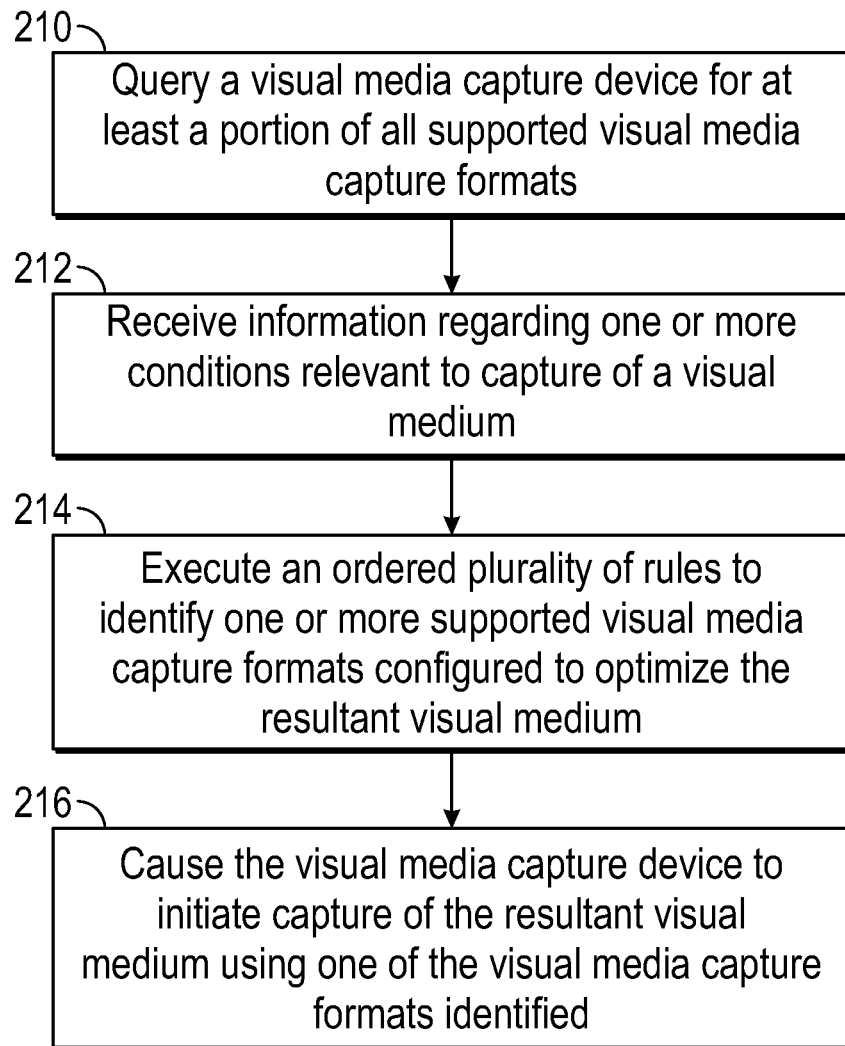 210
Query a visual media capture device for at
least a portion of all supported visual media
capture formats
212
Receive information regarding one or more
conditions relevant to capture of a visual
medium
214
Execute an ordered plurality of rules to
identify one or more supported visual media
capture formats configured to optimize the
resultant visual medium
216
Cause the visual media capture device to
initiate capture of the resultant visual
medium using one of the visual media capture
formats identified